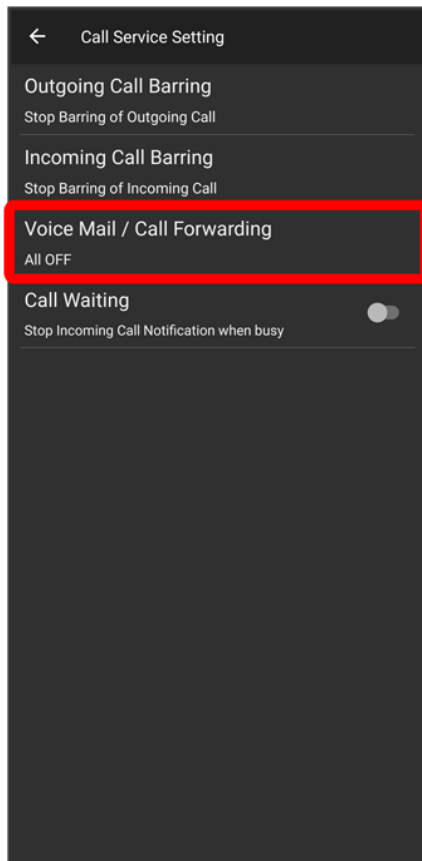 Call Service Setting
Outgoing Call Barring
Stop Barring of Outgoing Call
Incoming Call Barring
Stop Barring of Incoming Call
Voice Mail / Call Forwarding
All OFF
Call Waiting
Stop Incoming Call Notification when busy